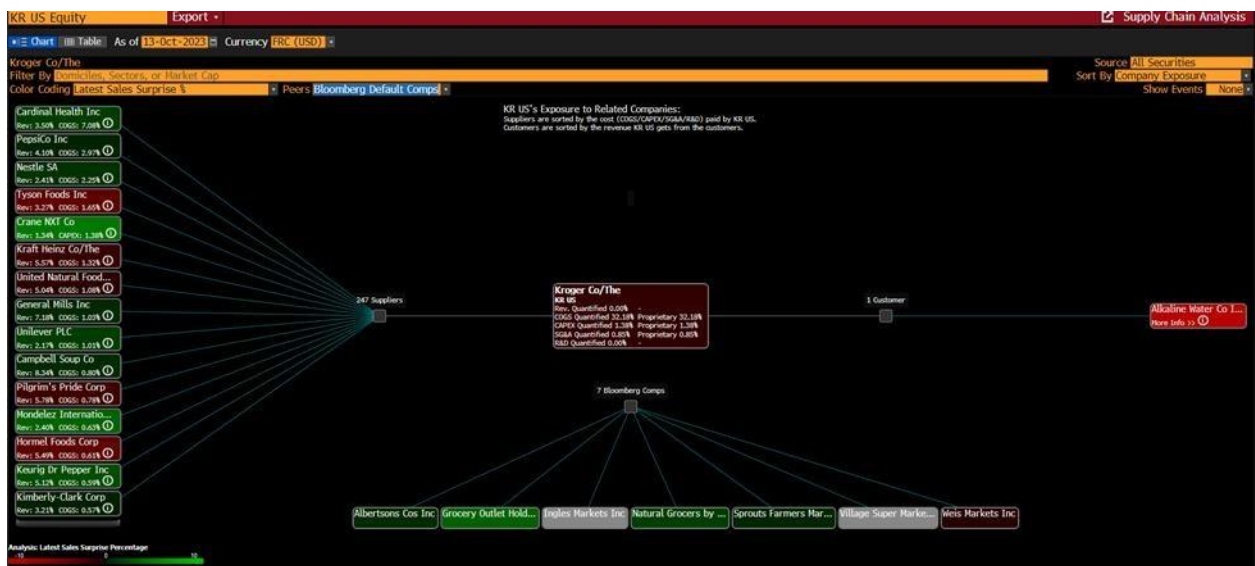 KR US Equity
Export
Supply Chain Analysis
Chart
Table
As of 13-Oct-2023
Currency FRC (USD)
Kroger Co/The
Source All Securities
Filter By Domiciles, Sectors, or Market Cap
Sort By Company Exposure
Color Coding Latest Sales Surprise %
Peers Bloomberg Default Comps
Show Events None
KR US's Exposure to Related Companies:
Suppliers are sorted by the cost (COGS/CAPEX/SG&A/R&D) paid by KR US.
Customers are sorted by the revenue KR US gets from the customers.
Cardinal Health Inc
Rev: 3.50% COGS: 7.08%
PepsiCo Inc
Rev: 4.10% COGS: 2.97%
Nestle SA
Rev: 2.41% COGS: 2.25%
Tyson Foods Inc
Rev: 3.27% COGS: 1.65%
Crane NXT Co
Rev: 1.34% CAPEX: 1.38%
Kraft Heinz Co/The
Rev: 5.57% COGS: 1.32%
United Natural Food...
Rev: 5.04% COGS: 1.08%
General Mills Inc
Rev: 7.18% COGS: 1.03%
Unilever PLC
Rev: 2.17% COGS: 1.01%
Campbell Soup Co
Rev: 8.34% COGS: 0.80%
Pilgrim's Pride Corp
Rev: 5.78% COGS: 0.78%
Mondelez Internatio...
Rev: 2.40% COGS: 0.63%
Hormel Foods Corp
Rev: 5.49% COGS: 0.61%
Keurig Dr Pepper Inc
Rev: 5.12% COGS: 0.59%
Kimberly-Clark Corp
Rev: 3.21% COGS: 0.57%
247 Suppliers
Kroger Co/The
KR US
Rev. Quantified 0.00% -
COGS Quantified 32.18% Proprietary 32.18%
CAPEX Quantified 1.38% Proprietary 1.38%
SG&A Quantified 0.85% Proprietary 0.85%
R&D Quantified 0.00% -
1 Customer
Alkaline Water Co I...
More Info >>
7 Bloomberg Comps
Albertsons Cos Inc
Grocery Outlet Hold...
Ingles Markets Inc
Natural Grocers by ...
Sprouts Farmers Mar...
Village Super Marke...
Weis Markets Inc
Analysis: Latest Sales Surprise Percentage
-10 0 10